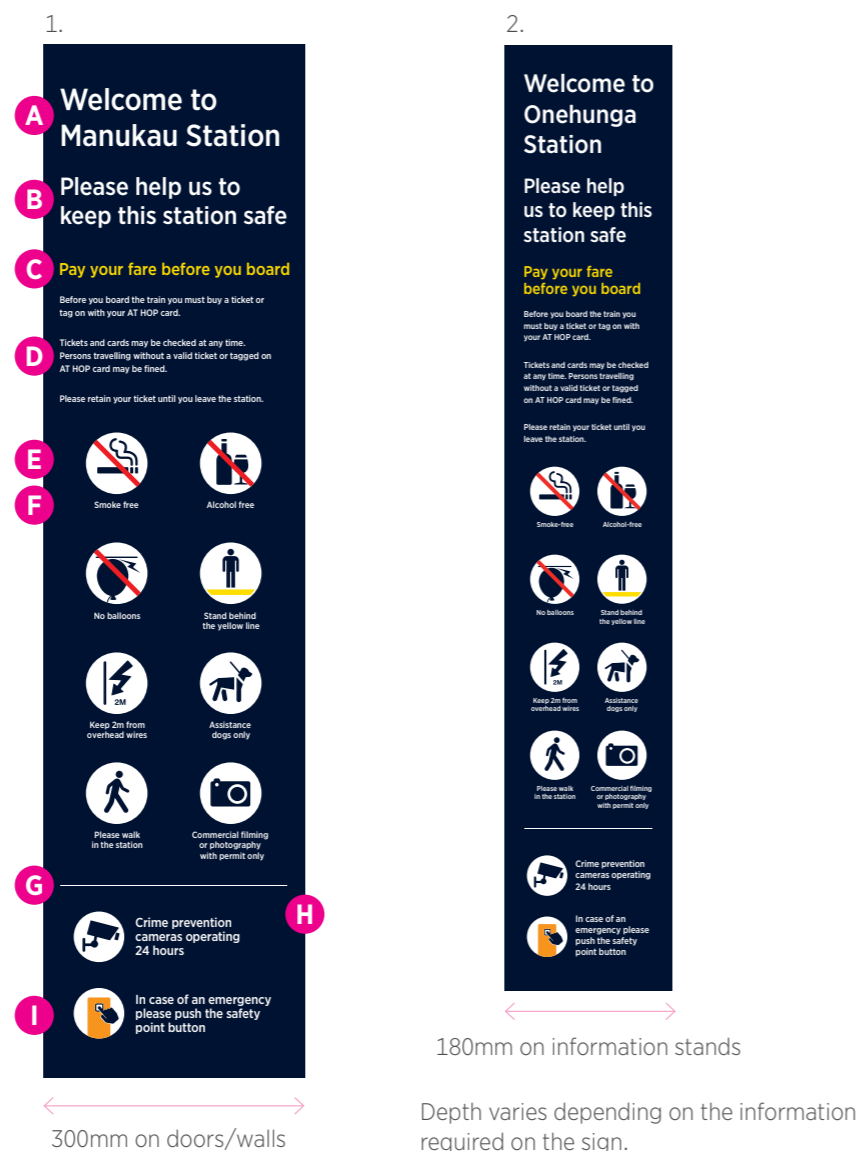 1.
A
Welcome to
Manukau Station
B
Please help us to
keep this station safe
C
Pay your fare before you board
Before you board the train you must buy a ticket or
tag on with your AT HOP card.
D
Tickets and cards may be checked at any time.
Persons travelling without a valid ticket or tagged on
AT HOP card may be fined.
Please retain your ticket until you leave the station.
E
F
Smoke free
Alcohol free
No balloons
Stand behind
the yellow line
2M
Keep 2m from
overhead wires
Assistance
dogs only
Please walk
in the station
Commercial filming
or photography
with permit only
G
H
Crime prevention
cameras operating
24 hours
I
In case of an emergency
please push the safety
point button
300mm on doors/walls
2.
Welcome to
Onehunga
Station
Please help
us to keep this
station safe
Pay your fare
before you board
Before you board the train you
must buy a ticket or tag on with
your AT HOP card.
Tickets and cards may be checked
at any time. Persons travelling
without a valid ticket or tagged
on AT HOP card may be fined.
Please retain your ticket until you
leave the station.
Smoke-free
Alcohol-free
No balloons
Stand behind
the yellow line
2M
Keep 2m from
overhead wires
Assistance
dogs only
Please walk
in the station
Commercial filming
or photography
with permit only
Crime prevention
cameras operating
24 hours
In case of an
emergency please
push the safety
point button
180mm on information stands
Depth varies depending on the information
required on the sign.